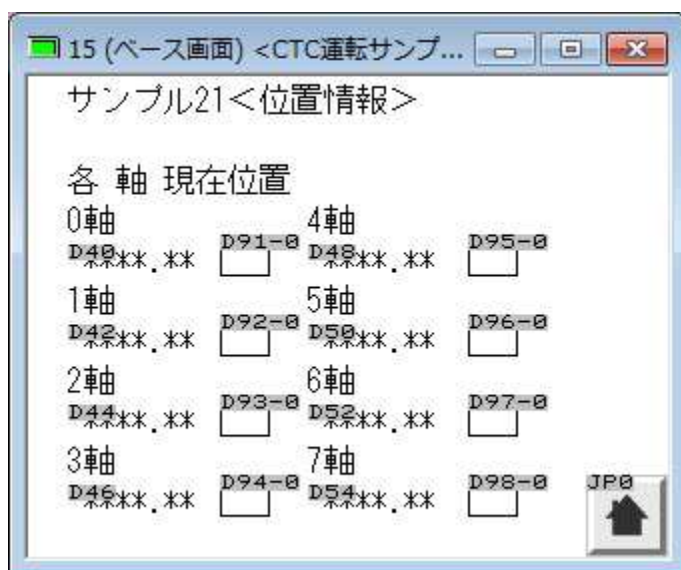 15 (ベース画面) <CTC運転サンプ...
サンプル21<位置情報>
各 軸 現在位置
0軸 4軸
D40 **.** D91-0 D48 **.** D95-0
1軸 5軸
D42 **.** D92-0 D50 **.** D96-0
2軸 6軸
D44 **.** D93-0 D52 **.** D97-0
3軸 7軸
D46 **.** D94-0 D54 **.** D98-0
JP0